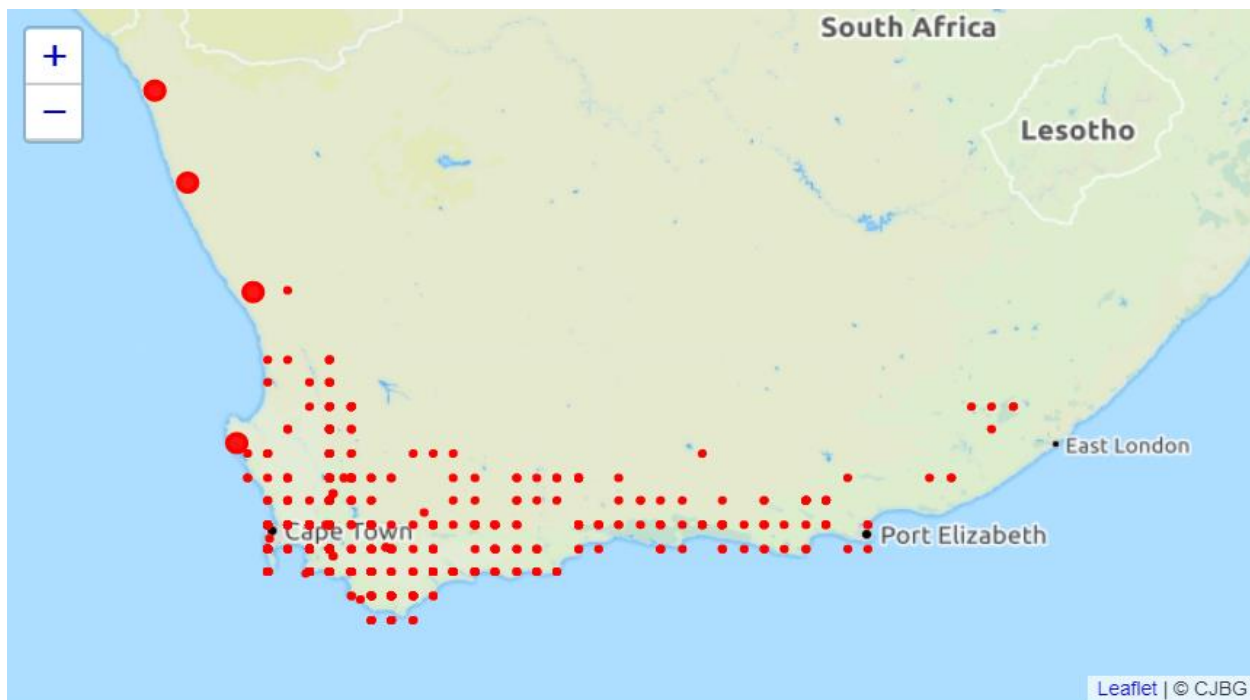 +
South Africa
−
Lesotho
East London
Cape Town
Port Elizabeth
Leaflet | © CJBG